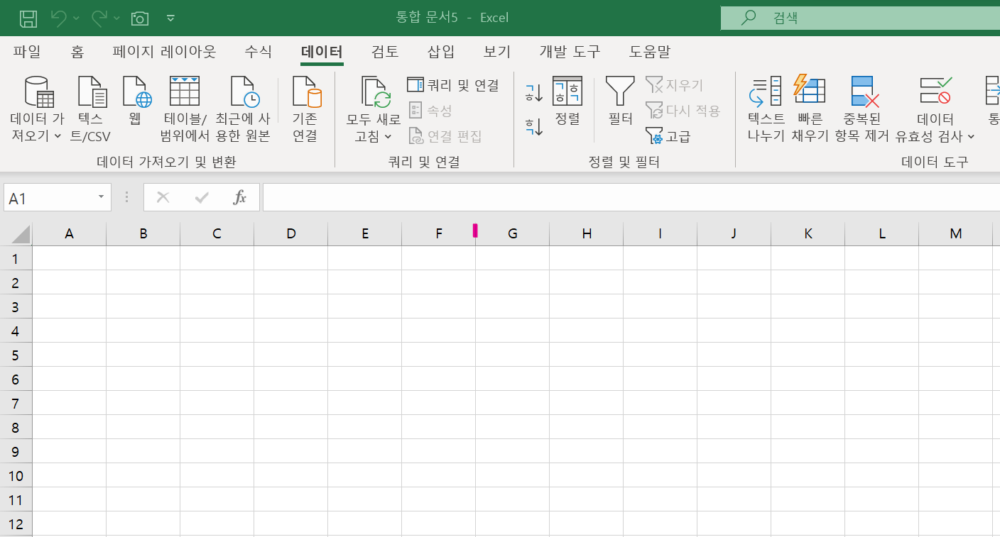 통합 문서5 - Excel
검색
파일 홈 페이지 레이아웃 수식 데이터 검토 삽입 보기 개발 도구 도움말
데이터 가
져오기
텍스
트/CSV
웹
테이블/
범위에서
최근에 사
용한 원본
기존
연결
데이터 가져오기 및 변환
모두 새로
고침
쿼리 및 연결
속성
연결 편집
쿼리 및 연결
정렬
필터
지우기
다시 적용
고급
정렬 및 필터
텍스트
나누기
빠른
채우기
중복된
항목 제거
데이터
유효성 검사
통
데이터 도구
A1
fx
A B C D E F G H I J K L M
1
2
3
4
5
6
7
8
9
10
11
12